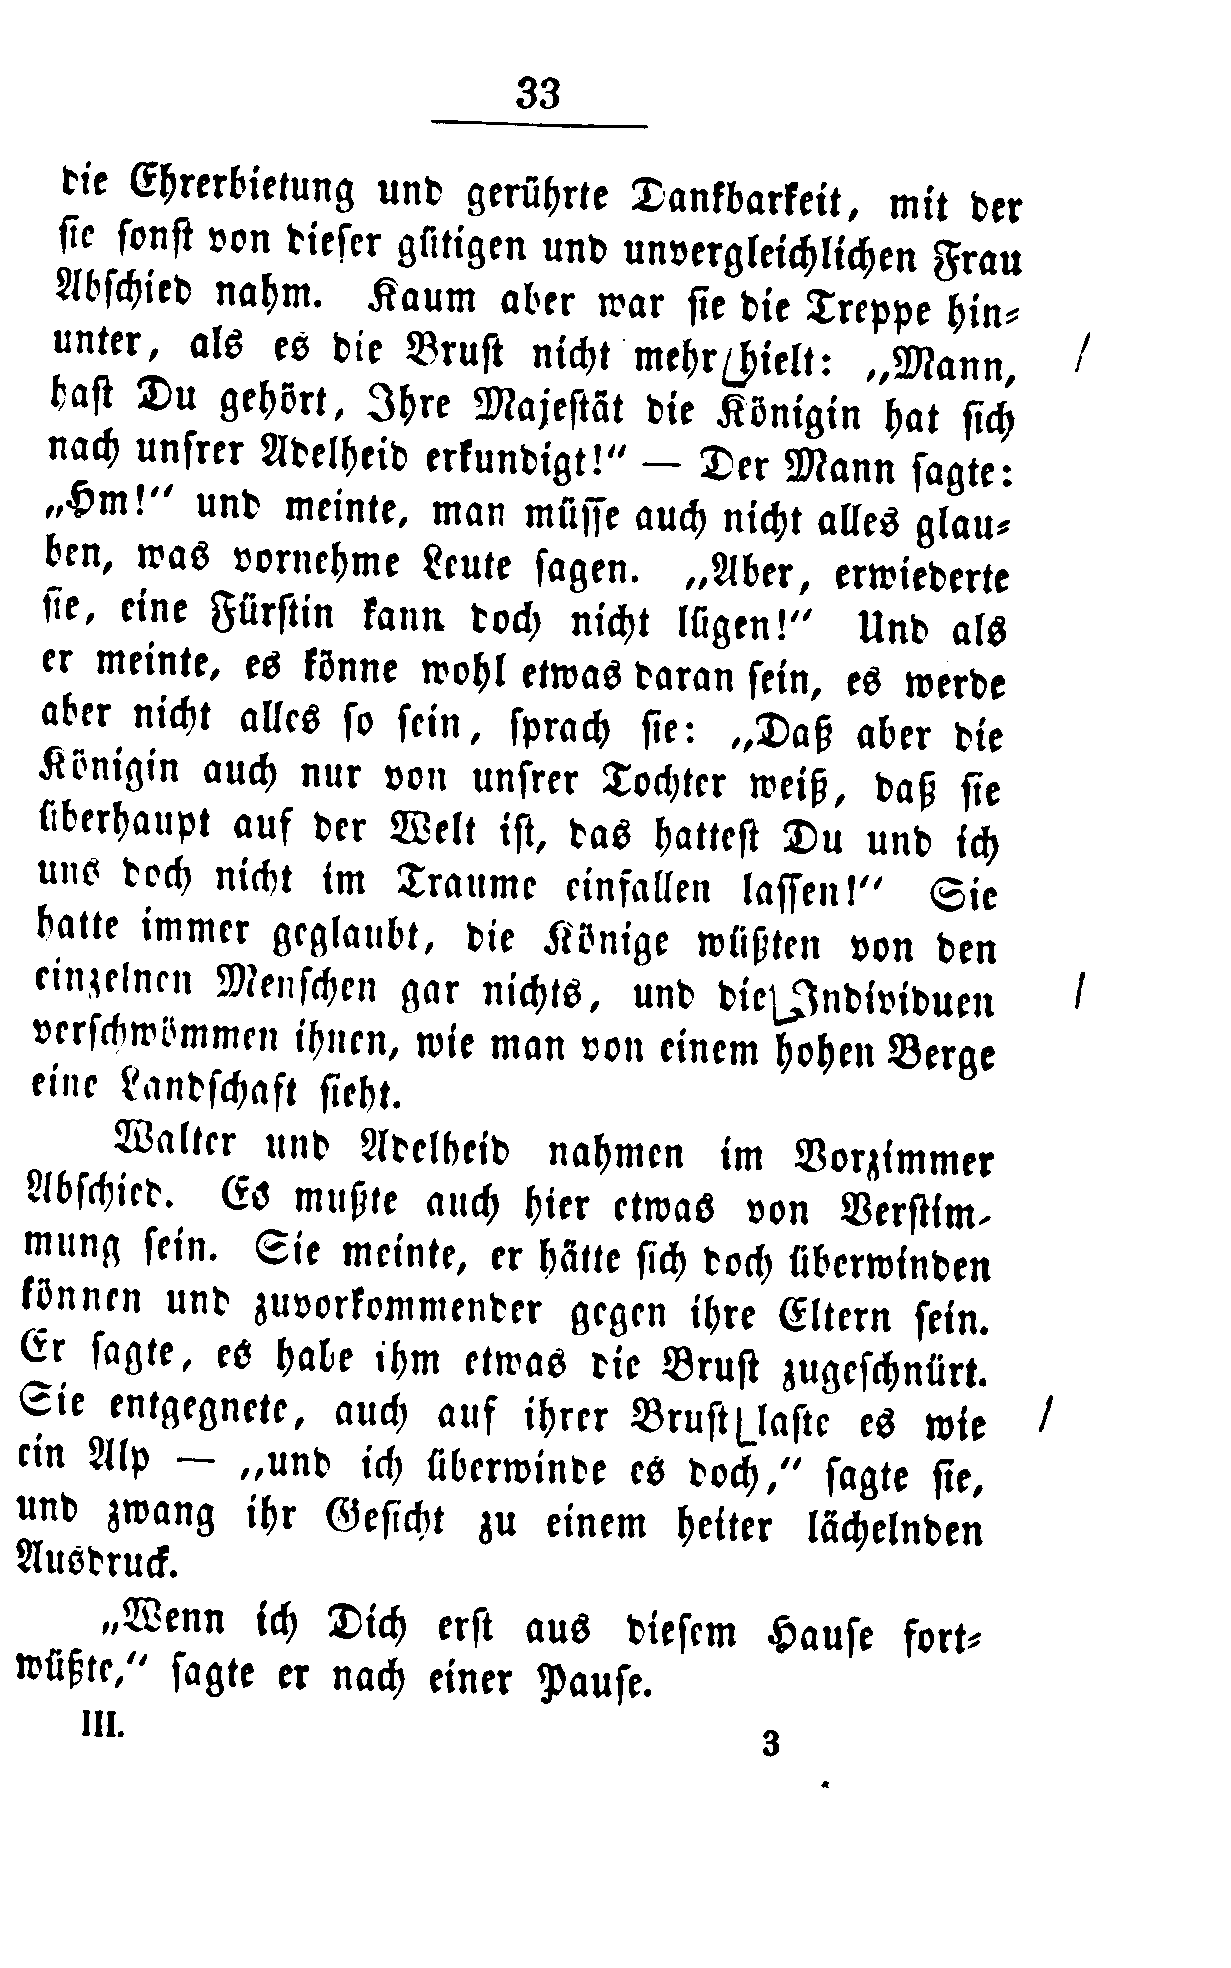 33
die Ehrerbietung und gerührte Dankbarkeit, mit der
sie sonst von dieser gütigen und unvergleichlichen Frau
Abschied nahm. Kaum aber war sie die Treppe hin-
unter, als es die Brust nicht mehr hielt: „Mann,
hast Du gehört, Ihre Majestät die Königin hat sich
nach unsrer Adelheid erkundigt!“ — Der Mann sagte:
„Hm!“ und meinte, man müsse auch nicht alles glau-
ben, was vornehme Leute sagen. „Aber, erwiederte
sie, eine Fürstin kann doch nicht lügen!“ Und als
er meinte, es könne wohl etwas daran sein, es werde
aber nicht alles so sein, sprach sie: „Daß aber die
Königin auch nur von unsrer Tochter weiß, daß sie
überhaupt auf der Welt ist, das hattest Du und ich
uns doch nicht im Traume einfallen lassen!“ Sie
hatte immer geglaubt, die Könige wüßten von den
einzelnen Menschen gar nichts, und die Individuen
verschwömmen ihnen, wie man von einem hohen Berge
eine Landschaft sieht.
Walter und Adelheid nahmen im Vorzimmer
Abschied. Es mußte auch hier etwas von Verstim-
mung sein. Sie meinte, er hätte sich doch überwinden
können und zuvorkommender gegen ihre Eltern sein.
Er sagte, es habe ihm etwas die Brust zugeschnürt.
Sie entgegnete, auch auf ihrer Brust laste es wie
ein Alp — „und ich überwinde es doch,“ sagte sie,
und zwang ihr Gesicht zu einem heiter lächelnden
Ausdruck.
„Wenn ich Dich erst aus diesem Hause fort-
wüßte,“ sagte er nach einer Pause.
III. 3